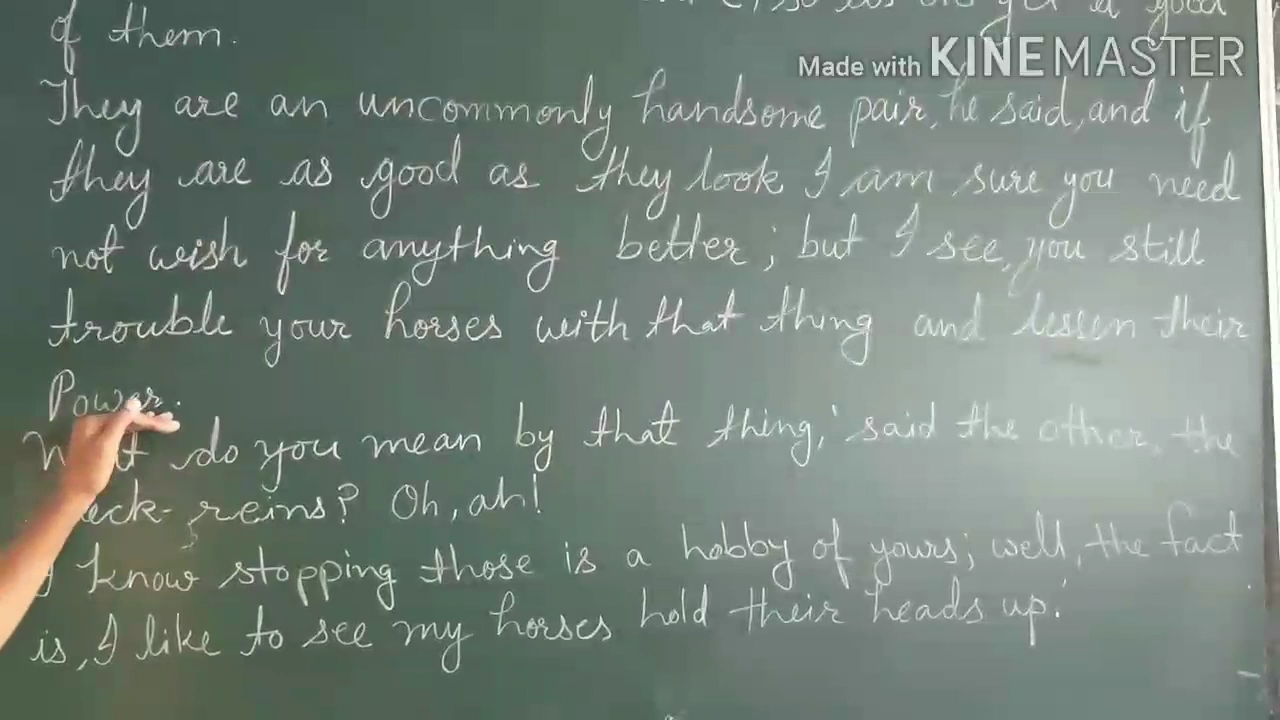 get a good
of them.
Made with KINEMASTER
They are an uncommonly handsome pair, he said, and if
they are as good as they look I am sure you need
not wish for anything better; but I see, you still
trouble your horses with that thing and lessen their
Power.
do you mean by that thing,' said the other, the
reins? Oh, ah!
I know stopping those is a hobby of yours; well, the fact
is, I like to see my horses hold their heads up.'